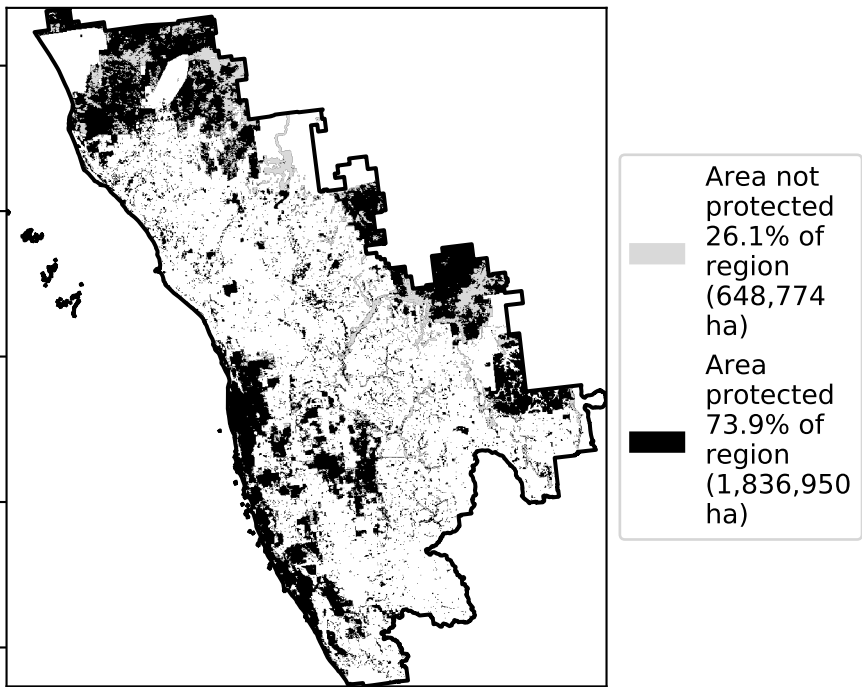 Area not
protected
26.1% of
region
(648,774
ha)
Area
protected
73.9% of
region
(1,836,950
ha)